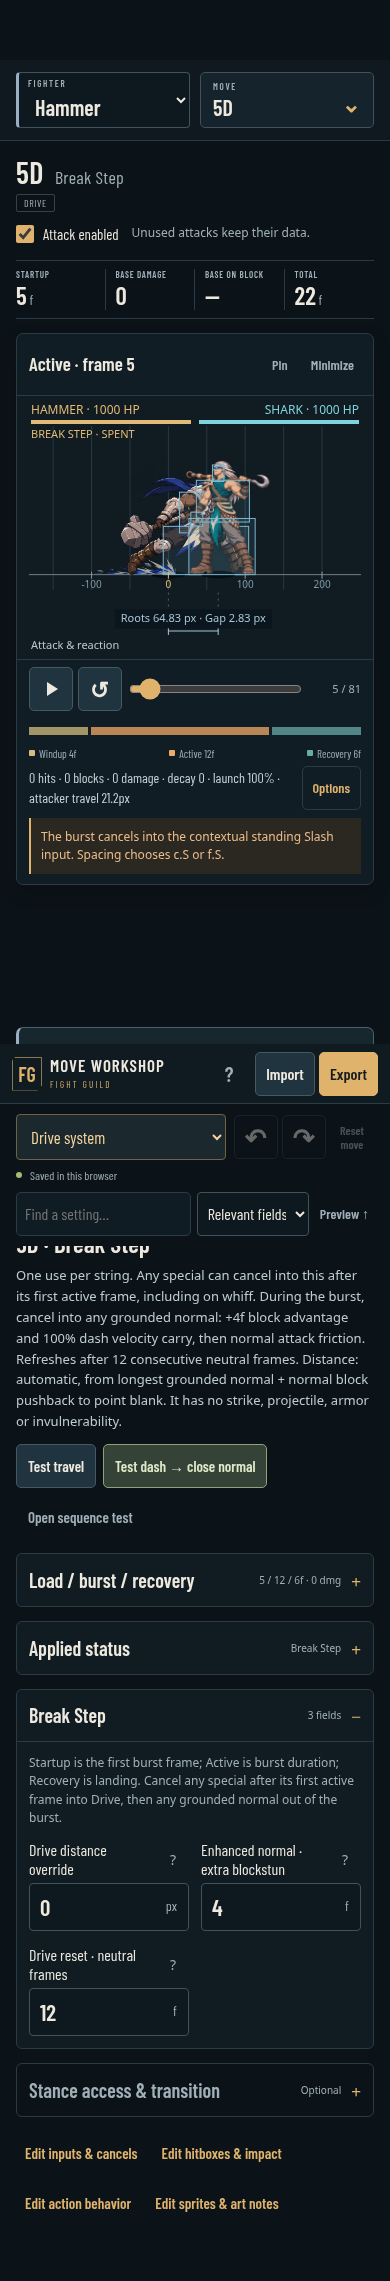 FIGHTER
Hammer
MOVE
5D
5D Break Step
DRIVE
Attack enabled Unused attacks keep their data.
STARTUP
5 f
BASE DAMAGE
0
BASE ON BLOCK
—
TOTAL
22 f
Active · frame 5
Pin
Minimize
HAMMER · 1000 HP
SHARK · 1000 HP
BREAK STEP · SPENT
-100 0 100 200
Roots 64.83 px · Gap 2.83 px
Attack & reaction
5 / 81
Windup 4f
Active 12f
Recovery 6f
0 hits · 0 blocks · 0 damage · decay 0 · launch 100% ·
attacker travel 21.2px
Options
The burst cancels into the contextual standing Slash
input. Spacing chooses c.S or f.S.
FG
MOVE WORKSHOP
FIGHT GUILD
?
Import
Export
Drive system
↶
↷
Reset
move
Saved in this browser
Find a setting...
Relevant fields
Preview ↑
5D · Break Step
One use per string. Any special can cancel into this after
its first active frame, including on whiff. During the burst,
cancel into any grounded normal: +4f block advantage
and 100% dash velocity carry, then normal attack friction.
Refreshes after 12 consecutive neutral frames. Distance:
automatic, from longest grounded normal + normal block
pushback to point blank. It has no strike, projectile, armor
or invulnerability.
Test travel
Test dash → close normal
Open sequence test
Load / burst / recovery
5 / 12 / 6f · 0 dmg +
Applied status
Break Step +
Break Step
3 fields −
Startup is the first burst frame; Active is burst duration;
Recovery is landing. Cancel any special after its first active
frame into Drive, then any grounded normal out of the
burst.
Drive distance
override
?
0 px
Enhanced normal ·
extra blockstun
?
4 f
Drive reset · neutral
frames
?
12 f
Stance access & transition
Optional +
Edit inputs & cancels
Edit hitboxes & impact
Edit action behavior
Edit sprites & art notes